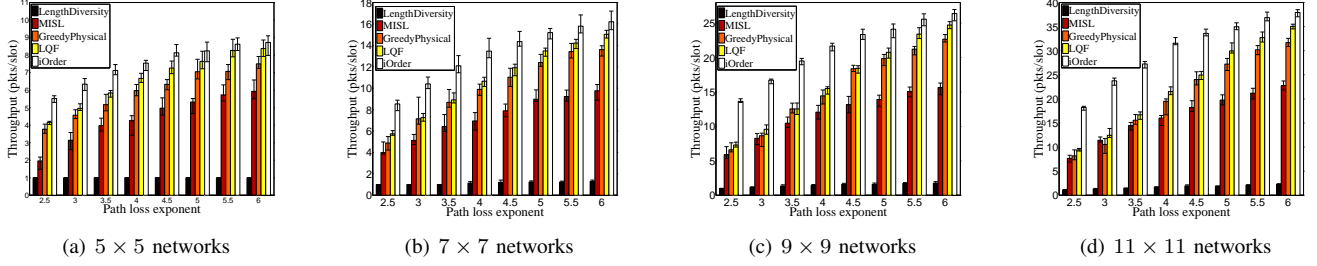 Throughput (pkts/slot)
11
10
9
8
7
6
5
4
3
2
1
0
LengthDiversity
MISL
GreedyPhysical
LQF
iOrder
2.5 3 3.5 4 4.5 5 5.5 6
Path loss exponent
(a) 5 × 5 networks
Throughput (pkts/slot)
18
16
14
12
10
8
6
4
2
0
LengthDiversity
MISL
GreedyPhysical
LQF
iOrder
2.5 3 3.5 4 4.5 5 5.5 6
Path loss exponent
(b) 7 × 7 networks
Throughput (pkts/slot)
25
20
15
10
5
0
LengthDiversity
MISL
GreedyPhysical
LQF
iOrder
2.5 3 3.5 4 4.5 5 5.5 6
Path loss exponent
(c) 9 × 9 networks
Throughput (pkts/slot)
40
35
30
25
20
15
10
5
0
LengthDiversity
MISL
GreedyPhysical
LQF
iOrder
2.5 3 3.5 4 4.5 5 5.5 6
Path loss exponent
(d) 11 × 11 networks